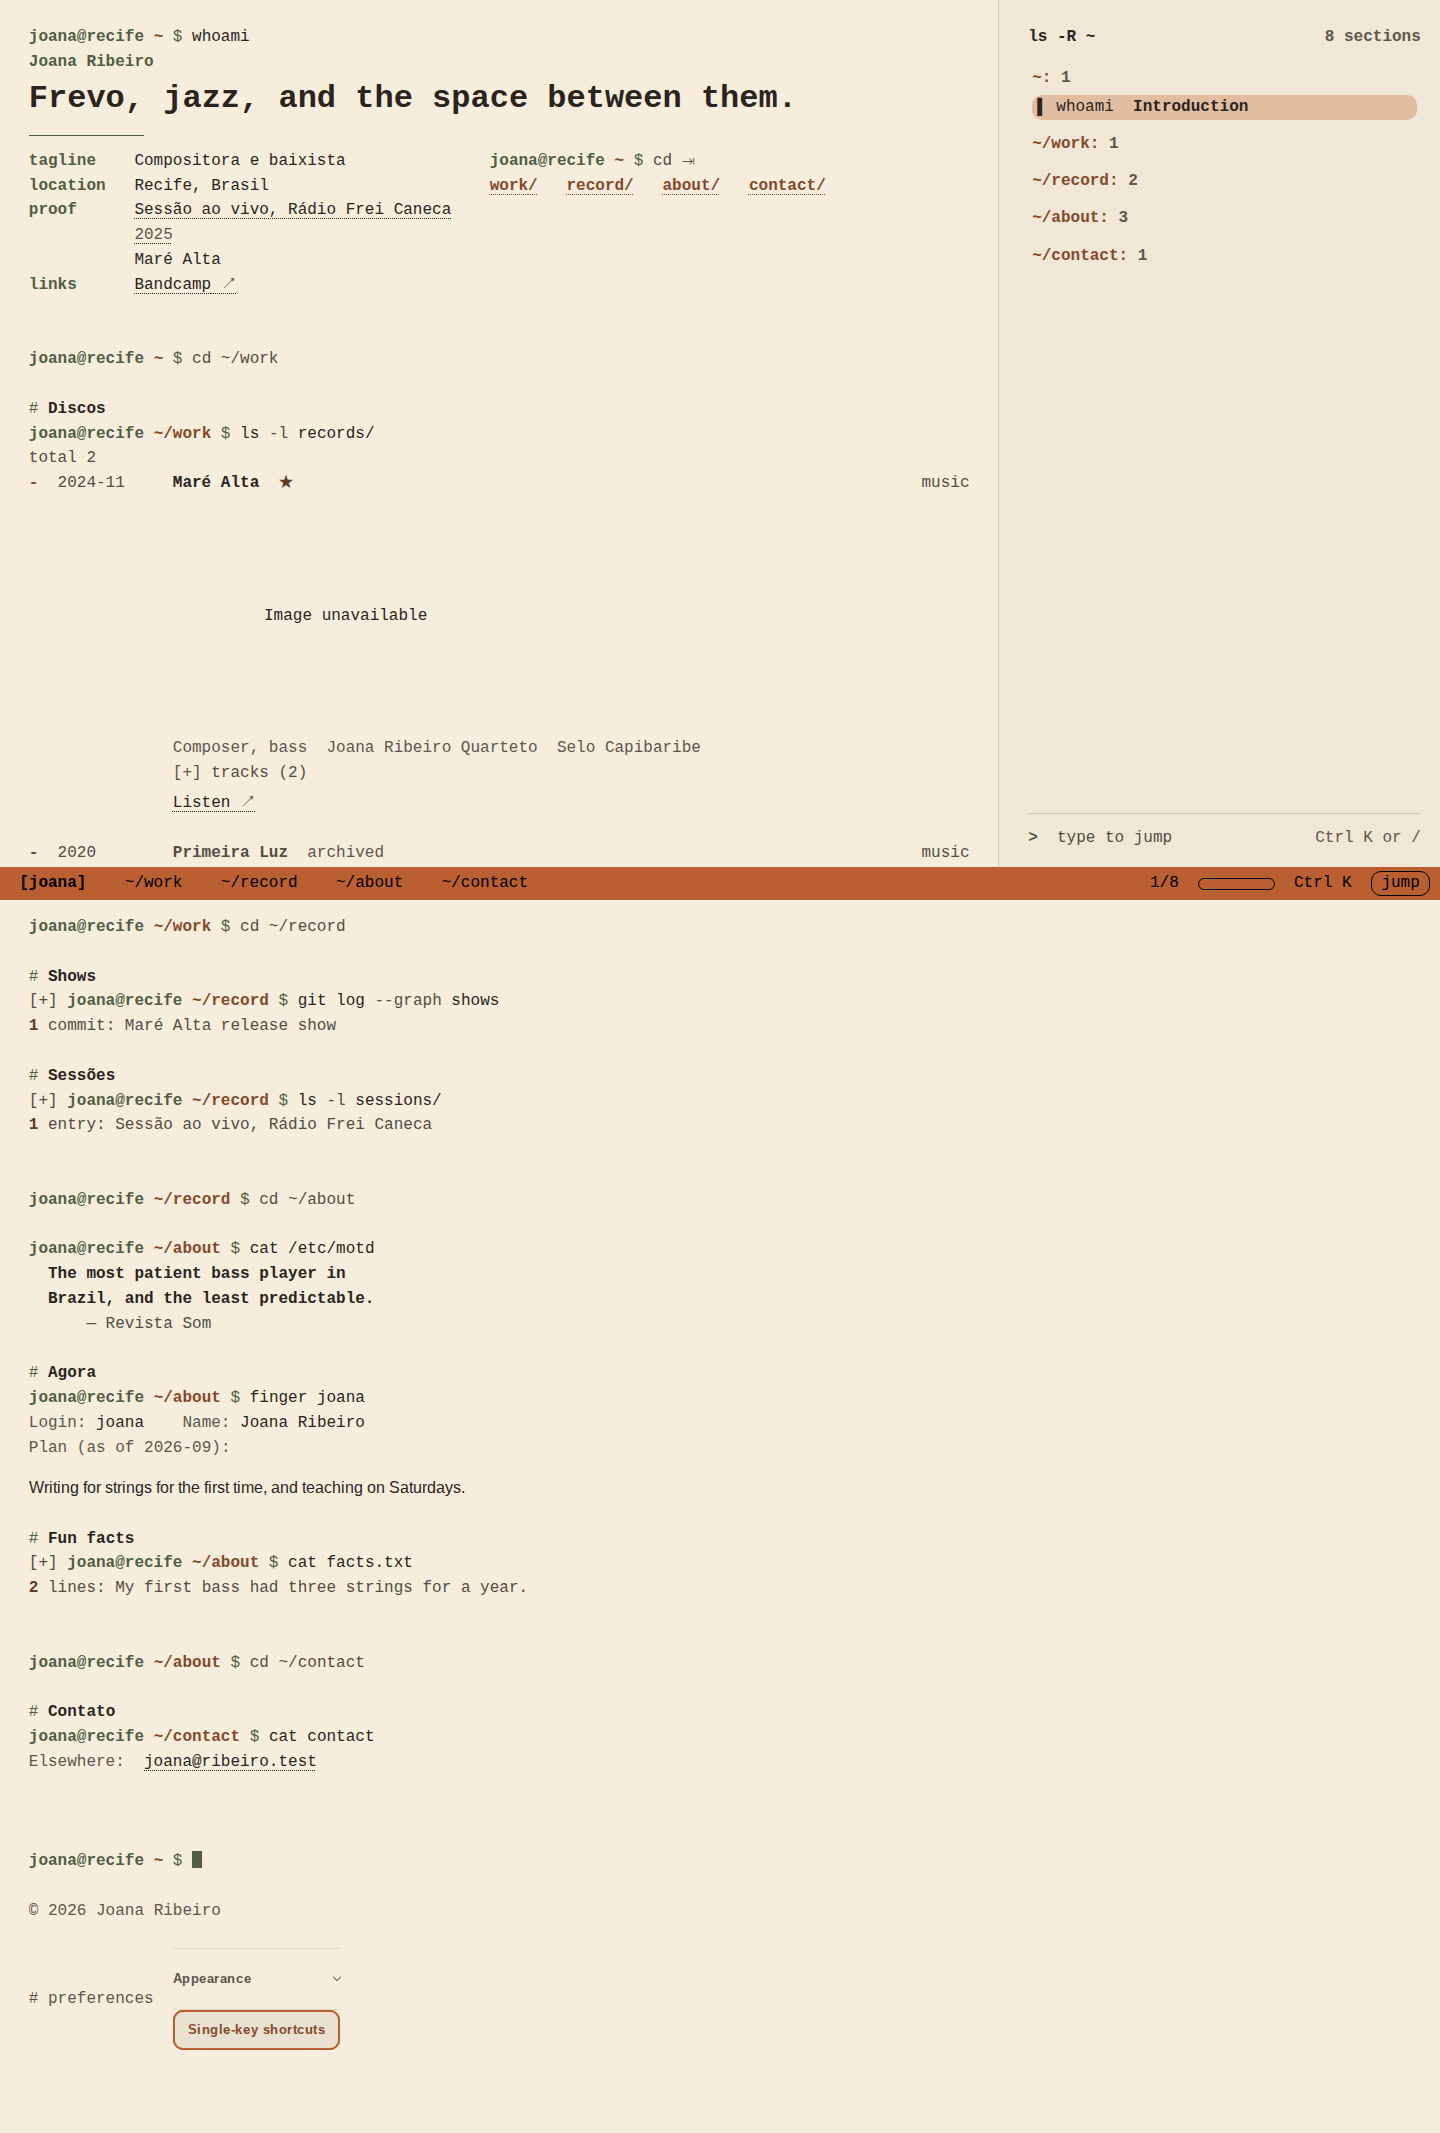 joana@recife ~ $ whoami
Joana Ribeiro
Frevo, jazz, and the space between them.
tagline Compositora e baixista
location Recife, Brasil
proof Sessão ao vivo, Rádio Frei Caneca
2025
Maré Alta
links Bandcamp ↗
joana@recife ~ $ cd ⇥
work/ record/ about/ contact/
joana@recife ~ $ cd ~/work
# Discos
joana@recife ~/work $ ls -l records/
total 2
- 2024-11 Maré Alta ★ music
Image unavailable
Composer, bass Joana Ribeiro Quarteto Selo Capibaribe
[+] tracks (2)
Listen ↗
- 2020 Primeira Luz archived music
ls -R ~ 8 sections
~: 1
▌ whoami Introduction
~/work: 1
~/record: 2
~/about: 3
~/contact: 1
> type to jump Ctrl K or /
[joana] ~/work ~/record ~/about ~/contact 1/8 Ctrl K jump
joana@recife ~/work $ cd ~/record
# Shows
[+] joana@recife ~/record $ git log --graph shows
1 commit: Maré Alta release show
# Sessões
[+] joana@recife ~/record $ ls -l sessions/
1 entry: Sessão ao vivo, Rádio Frei Caneca
joana@recife ~/record $ cd ~/about
joana@recife ~/about $ cat /etc/motd
The most patient bass player in
Brazil, and the least predictable.
— Revista Som
# Agora
joana@recife ~/about $ finger joana
Login: joana Name: Joana Ribeiro
Plan (as of 2026-09):
Writing for strings for the first time, and teaching on Saturdays.
# Fun facts
[+] joana@recife ~/about $ cat facts.txt
2 lines: My first bass had three strings for a year.
joana@recife ~/about $ cd ~/contact
# Contato
joana@recife ~/contact $ cat contact
Elsewhere: joana@ribeiro.test
joana@recife ~ $
© 2026 Joana Ribeiro
Appearance
# preferences
Single-key shortcuts